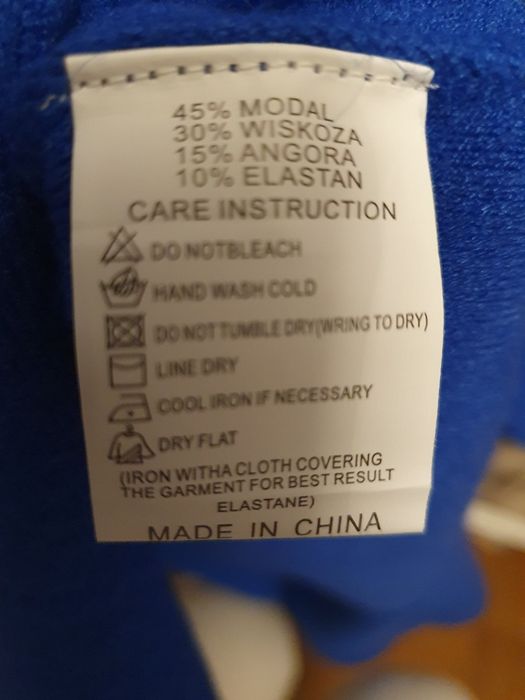 45% MODAL
30% WISKOZA
15% ANGORA
10% ELASTAN
CARE INSTRUCTION
DO NOTBLEACH
HAND WASH COLD
DO NOT TUMBLE DRY(WRING TO DRY)
LINE DRY
COOL IRON IF NECESSARY
DRY FLAT
(IRON WITHA CLOTH COVERING
THE GARMENT FOR BEST RESULT
ELASTANE)
MADE IN CHINA